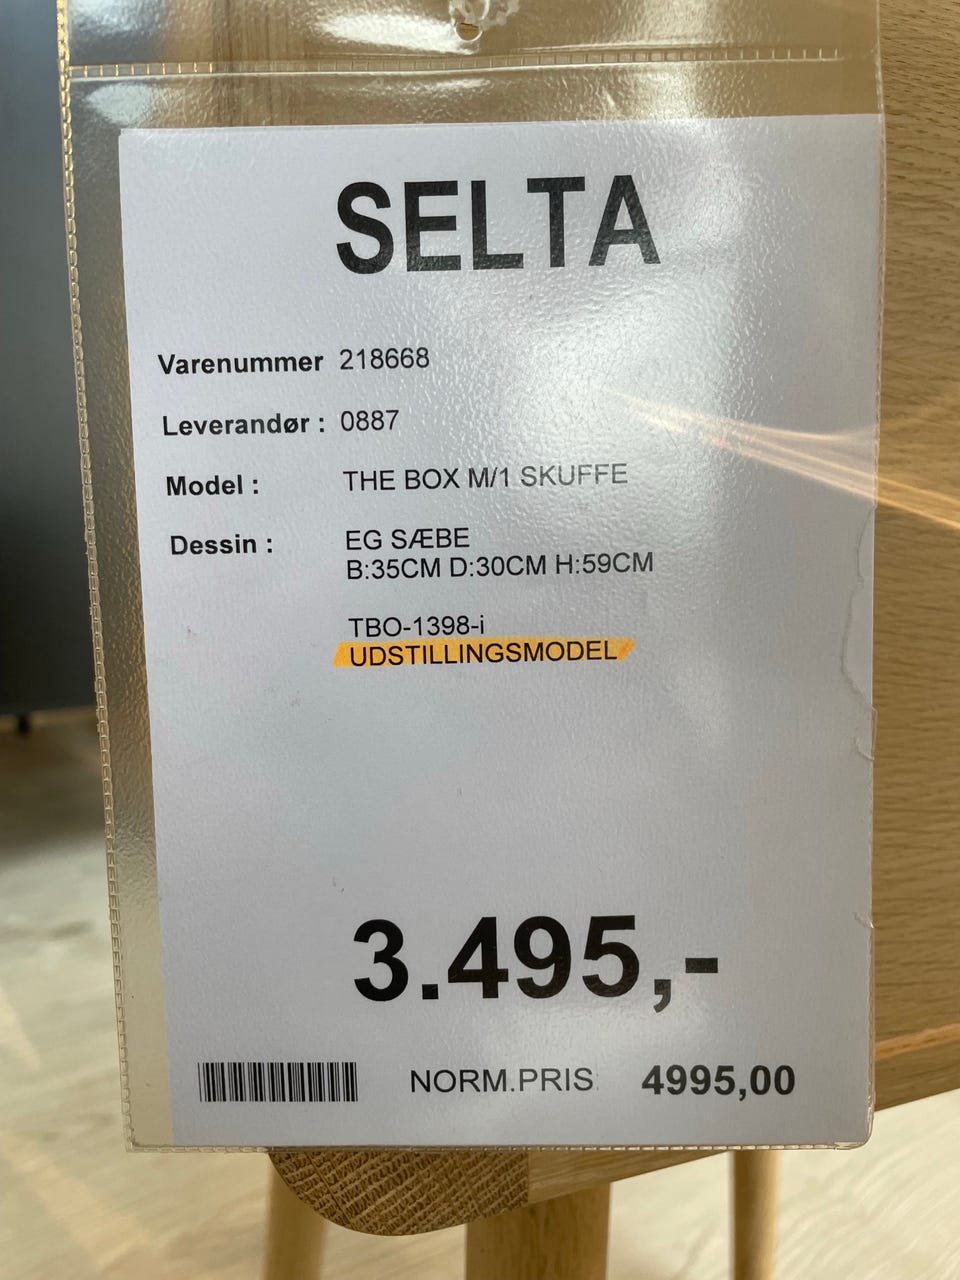 SELTA
Varenummer 218668
Leverandør : 0887
Model : THE BOX M/1 SKUFFE
Dessin : EG SÆBE
B:35CM D:30CM H:59CM
TBO-1398-i
UDSTILLINGSMODEL
3.495,-
NORM.PRIS 4995,00